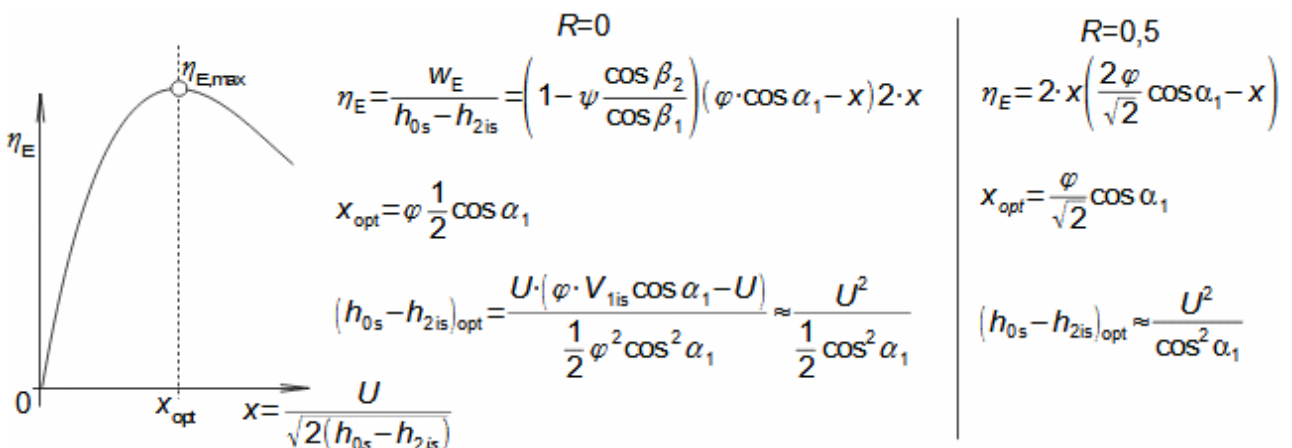 R=0
R=0,5
η_E,max
η_E
η_E = w_E / (h_0s − h_2is) = (1 − ψ cos β_2 / cos β_1)(φ·cos α_1 − x) 2·x
η_E = 2·x (2φ/√2 cos α_1 − x)
x_opt = φ 1/2 cos α_1
x_opt = φ/√2 cos α_1
(h_0s − h_2is)_opt = U·(φ·V_1is cos α_1 − U) / (1/2 φ² cos² α_1) ≈ U² / (1/2 cos² α_1)
(h_0s − h_2is)_opt ≈ U² / cos² α_1
0
x_opt
x = U / √(2(h_0s − h_2is))